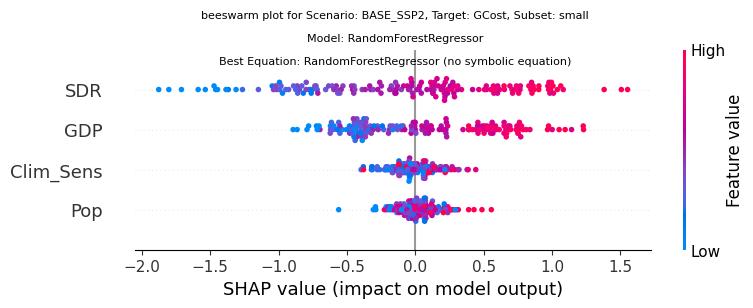 beeswarm plot for Scenario: BASE_SSP2, Target: GCost, Subset: small
Model: RandomForestRegressor
Best Equation: RandomForestRegressor (no symbolic equation)
High
SDR
GDP
Clim_Sens
Pop
Low
Feature value
−2.0 −1.5 −1.0 −0.5 0.0 0.5 1.0 1.5
SHAP value (impact on model output)